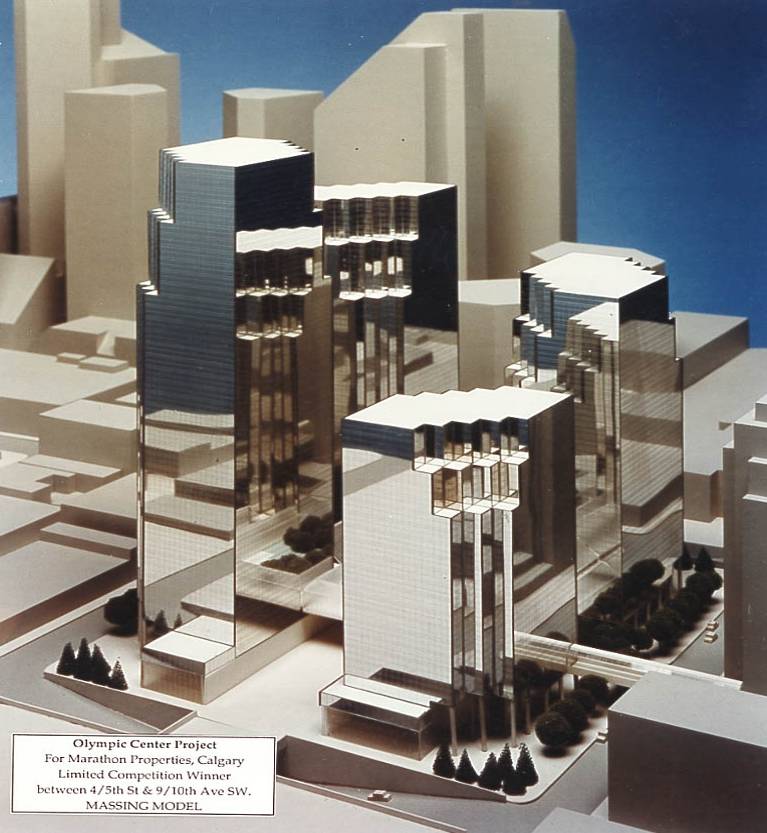 Olympic Center Project
For Marathon Properties, Calgary
Limited Competition Winner
between 4/5th St & 9/10th Ave SW.
MASSING MODEL